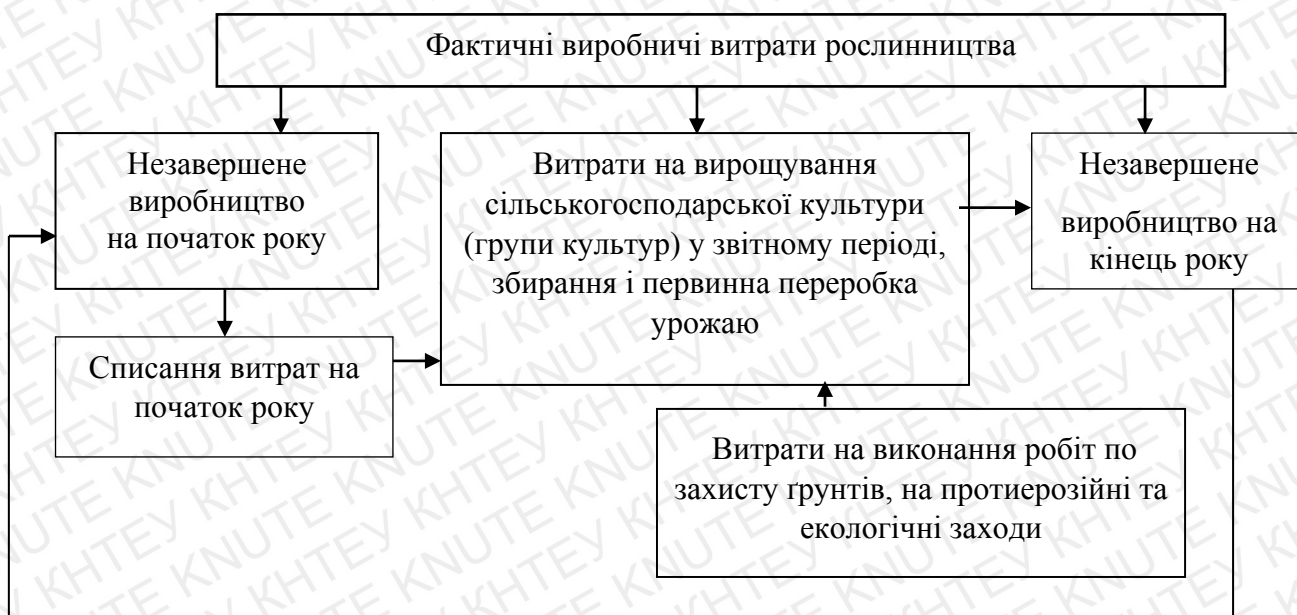 Фактичні виробничі витрати рослинництва
Незавершене
виробництво
на початок року
Витрати на вирощування
сільськогосподарської культури
(групи культур) у звітному періоді,
збирання і первинна переробка
урожаю
Незавершене
виробництво на
кінець року
Списання витрат на
початок року
Витрати на виконання робіт по
захисту ґрунтів, на протиерозійні та
екологічні заходи